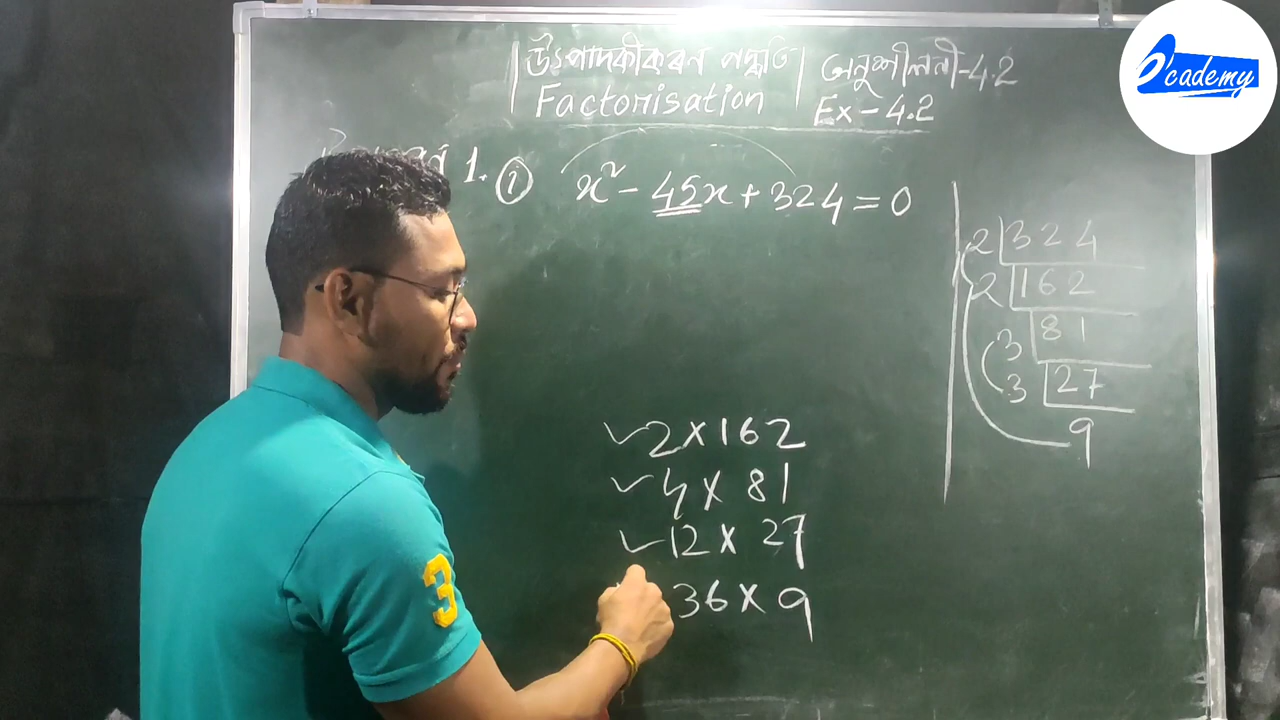 উৎপাদকীকৰণ পদ্ধতি
Factorisation
অনুশীলনী-4.2
Ex-4.2
1. ⓘ x² - 45x + 324 = 0
2 324
2 162
3 81
3 27
9
✓ 2 × 162
✓ 4 × 81
✓ 12 × 27
36 × 9
D'cademy
3